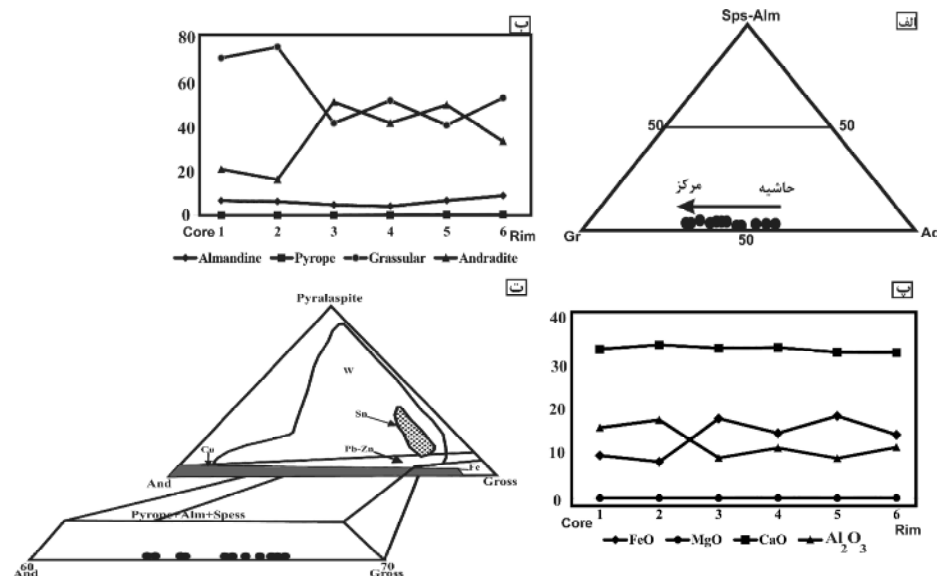 ب
80
60
40
20
0
1 2 3 4 5 6
Core Rim
Almandine Pyrope Grassular Andradite
الف
Sps-Alm
50 50
مرکز حاشیه
Gr 50 Ad
ت
Pyralaspite
W
Sn
Cu
Pb-Zn
Fe
And Gross
Pyrope+Alm+Spess
60 70
And Gross
پ
40
30
20
10
0
1 2 3 4 5 6
Core Rim
FeO MgO CaO Al2O3